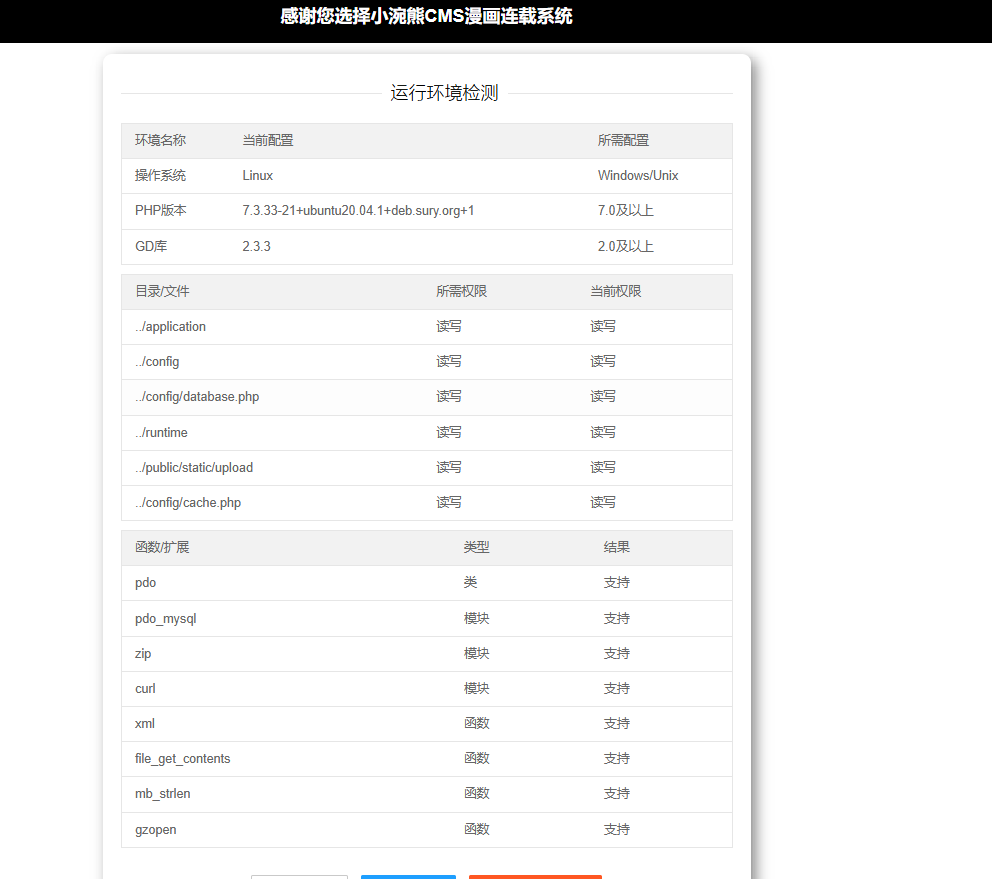 感谢您选择小涴熊CMS漫画连载系统
运行环境检测
环境名称 当前配置 所需配置
操作系统 Linux Windows/Unix
PHP版本 7.3.33-21+ubuntu20.04.1+deb.sury.org+1 7.0及以上
GD库 2.3.3 2.0及以上
目录/文件 所需权限 当前权限
../application 读写 读写
../config 读写 读写
../config/database.php 读写 读写
../runtime 读写 读写
../public/static/upload 读写 读写
../config/cache.php 读写 读写
函数/扩展 类型 结果
pdo 类 支持
pdo_mysql 模块 支持
zip 模块 支持
curl 模块 支持
xml 函数 支持
file_get_contents 函数 支持
mb_strlen 函数 支持
gzopen 函数 支持